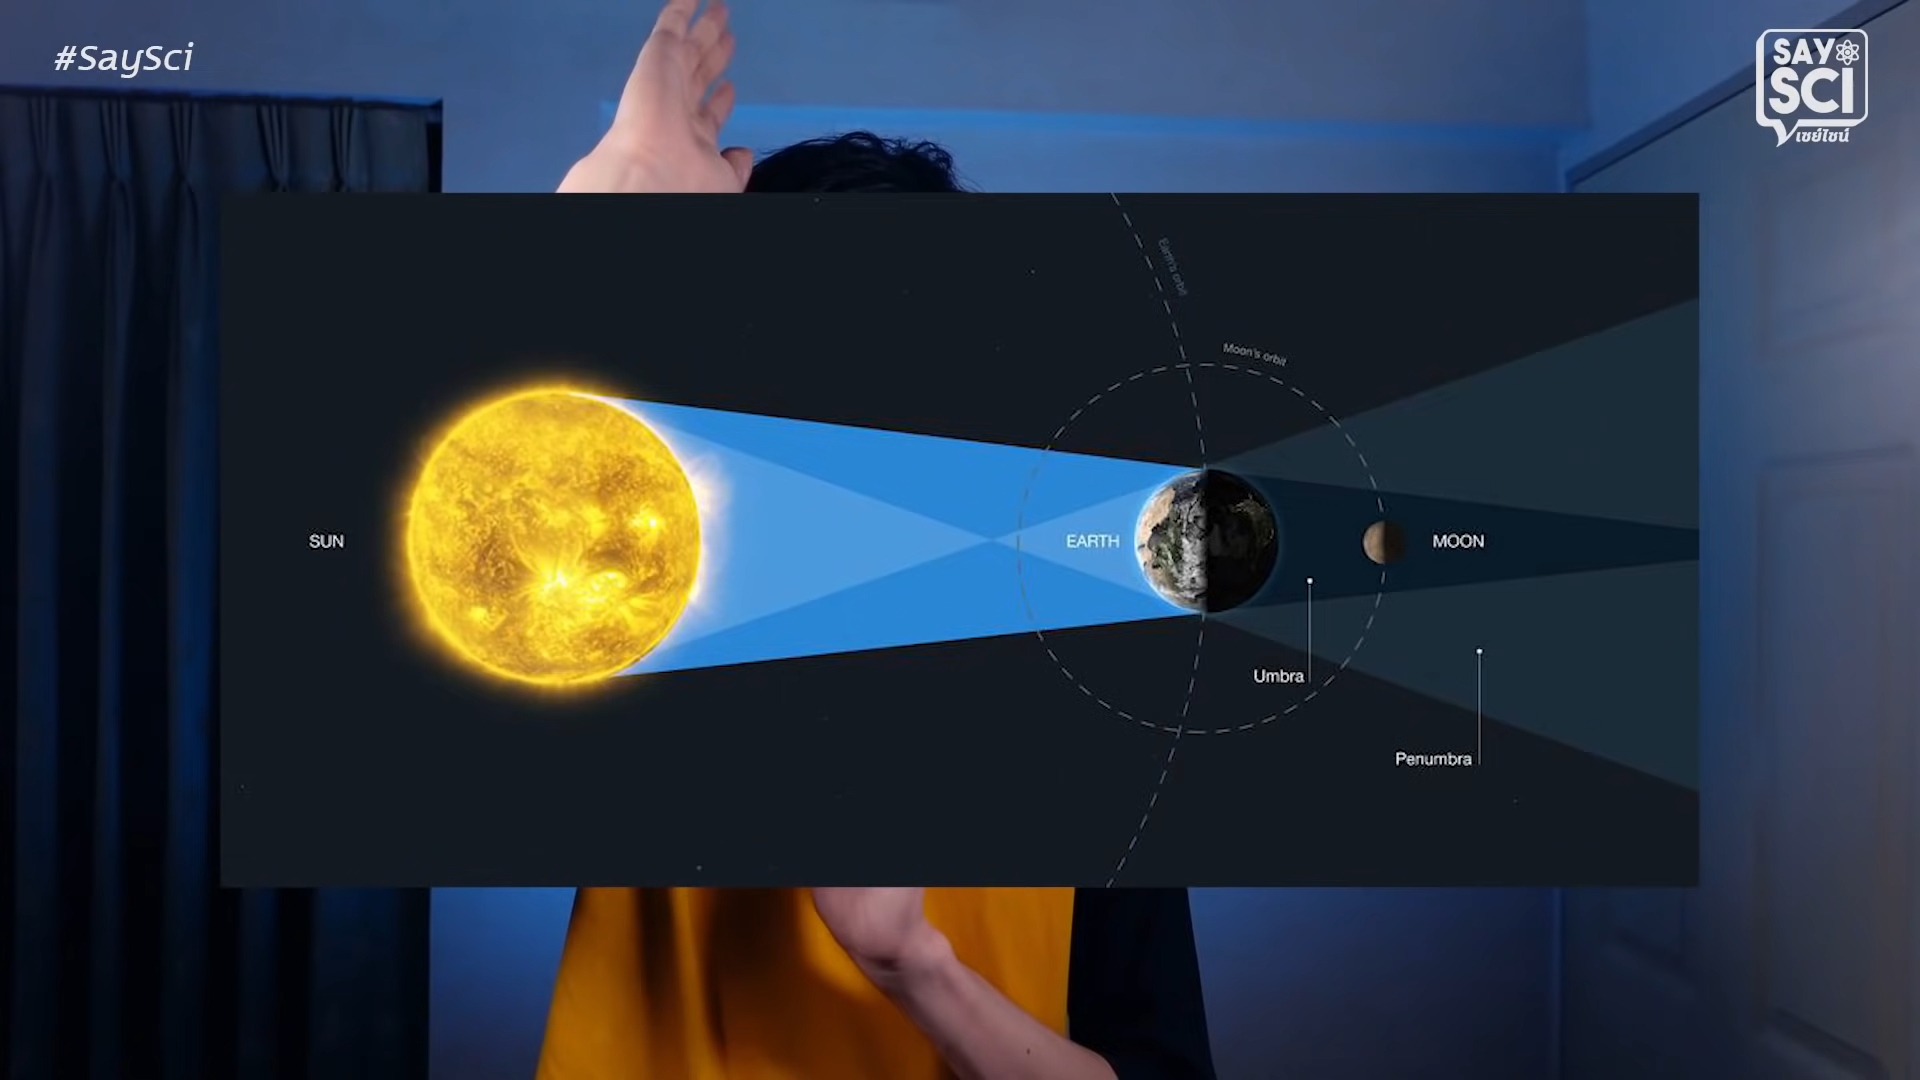 #SaySci
SAY
SCI
เซย์ไซน์
Earth's orbit
Moon's orbit
SUN
EARTH
MOON
Umbra
Penumbra